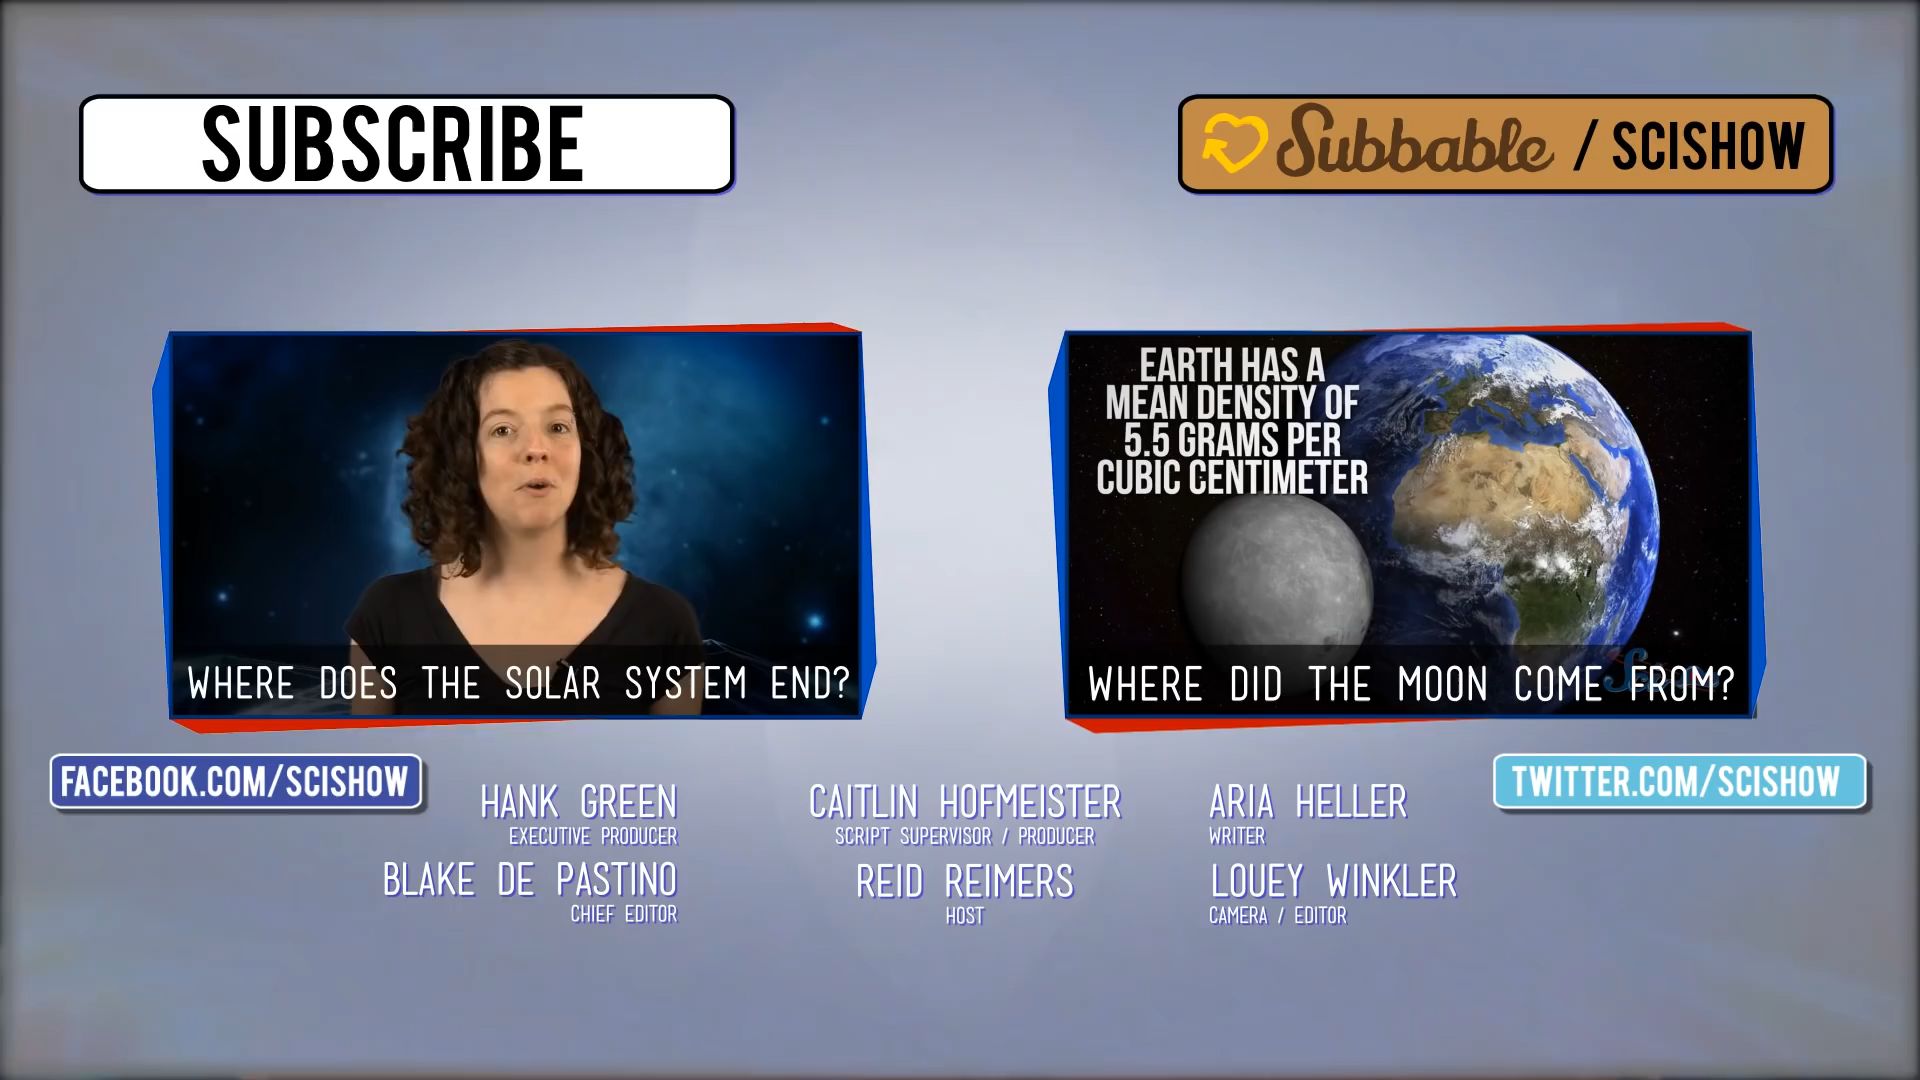 SUBSCRIBE
Subbable / SCISHOW
EARTH HAS A
MEAN DENSITY OF
5.5 GRAMS PER
CUBIC CENTIMETER
WHERE DOES THE SOLAR SYSTEM END?
WHERE DID THE MOON COME FROM?
FACEBOOK.COM/SCISHOW
TWITTER.COM/SCISHOW
HANK GREEN
EXECUTIVE PRODUCER
CAITLIN HOFMEISTER
SCRIPT SUPERVISOR / PRODUCER
ARIA HELLER
WRITER
BLAKE DE PASTINO
CHIEF EDITOR
REID REIMERS
HOST
LOUEY WINKLER
CAMERA / EDITOR